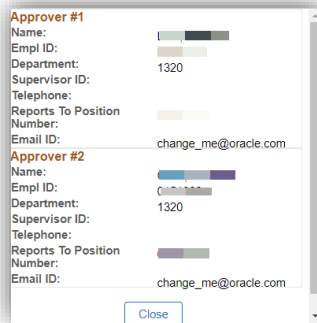 Approver #1
Name:
Empl ID:
Department: 1320
Supervisor ID:
Telephone:
Reports To Position
Number:
Email ID: change_me@oracle.com
Approver #2
Name:
Empl ID:
Department: 1320
Supervisor ID:
Telephone:
Reports To Position
Number:
Email ID: change_me@oracle.com
Close